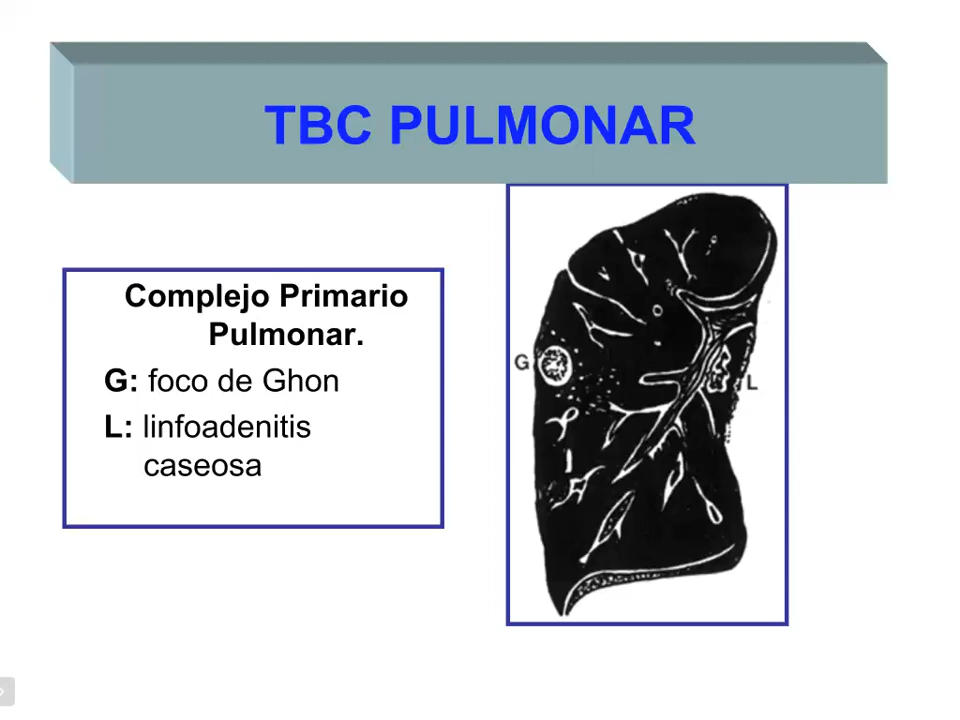 TBC PULMONAR
Complejo Primario
Pulmonar.
G: foco de Ghon
L: linfoadenitis
caseosa
G
L